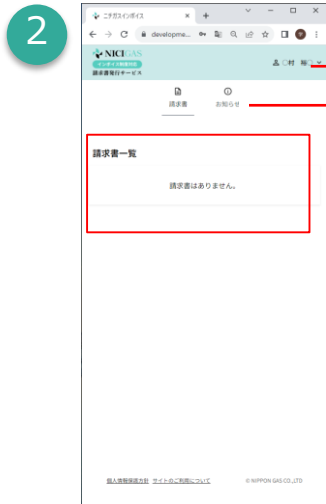 2
ニチガスインボイス
developme...
NICIGAS
インボイス制度対応
請求書発行サービス
○村 裕○
請求書
お知らせ
請求書一覧
請求書はありません。
個人情報保護方針 サイトのご利用について
© NIPPON GAS CO.,LTD